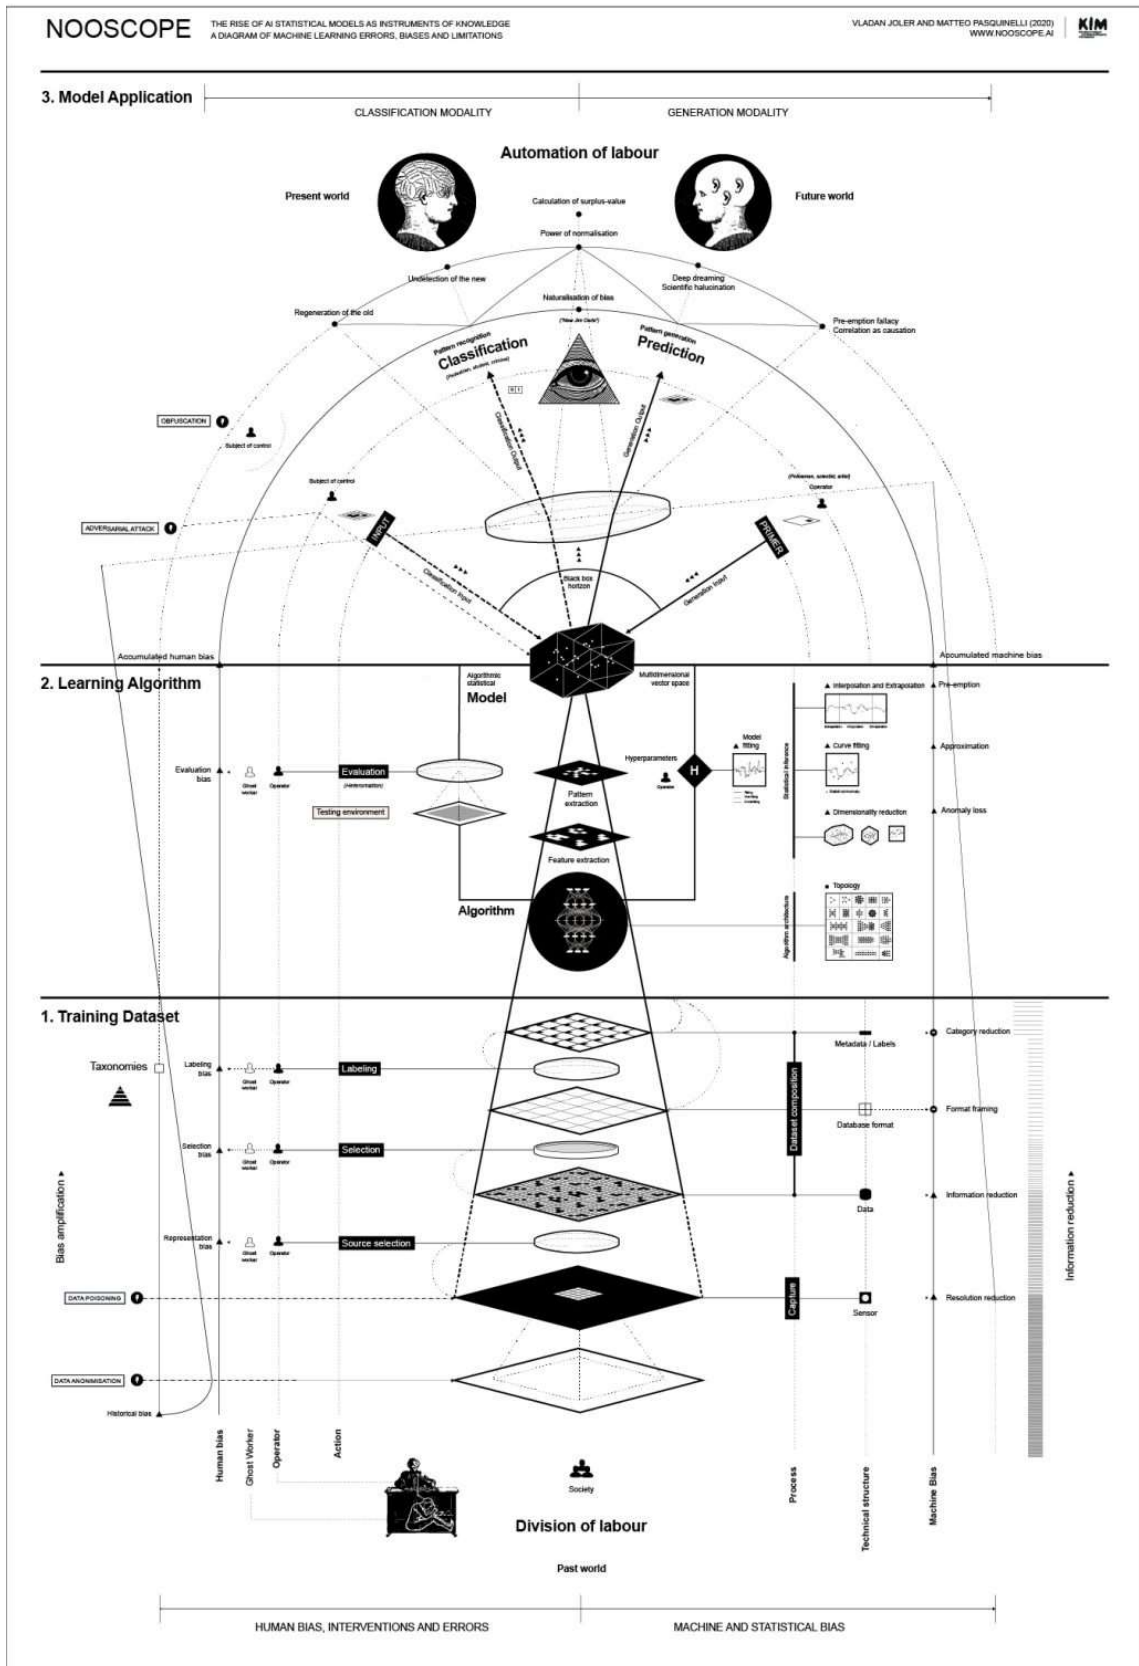 NOOSCOPE
THE RISE OF AI STATISTICAL MODELS AS INSTRUMENTS OF KNOWLEDGE
A DIAGRAM OF MACHINE LEARNING ERRORS, BIASES AND LIMITATIONS
VLADAN JOLER AND MATTEO PASQUINELLI (2020)
WWW.NOOSCOPE.AI
KIM
3. Model Application
CLASSIFICATION MODALITY
GENERATION MODALITY
Automation of labour
Present world
Future world
Calculation of surplus-value
Power of normalisation
Undetection of the new
Deep dreaming
Scientific halucination
Naturalisation of bias
("New Jim Code")
Regeneration of the old
Pre-emption fallacy
Correlation as causation
Pattern recognition
Classification
Pattern generation
Prediction
OBFUSCATION
Subject of control
Classification Output
Generation Output
Subject of control
(Policeman, scientist, artist)
Operator
ADVERSARIAL ATTACK
INPUT
PRIMER
Classification Input
Black box
horizon
Generation Input
Accumulated human bias
Accumulated machine bias
2. Learning Algorithm
Algorithmic
statistical
Model
Multidimensional
vector space
Interpolation and Extrapolation
Pre-emption
Evaluation
bias
Ghost
worker
Operator
Evaluation
(Heteromation)
Testing environment
Pattern
extraction
Hyperparameters
Operator
H
Model
fitting
Statistical inference
Curve fitting
Approximation
Dimensionality reduction
Anomaly loss
Feature extraction
Algorithm
Algorithm architecture
Topology
1. Training Dataset
Taxonomies
Labeling
bias
Ghost
worker
Operator
Labeling
Metadata / Labels
Category reduction
Dataset composition
Database format
Format framing
Selection
bias
Ghost
worker
Operator
Selection
Data
Information reduction
Bias amplification
Information reduction
Representation
bias
Ghost
worker
Operator
Source selection
DATA POISONING
Capture
Sensor
Resolution reduction
DATA ANONIMISATION
Historical bias
Human bias
Ghost Worker
Operator
Action
Society
Process
Technical structure
Machine Bias
Division of labour
Past world
HUMAN BIAS, INTERVENTIONS AND ERRORS
MACHINE AND STATISTICAL BIAS